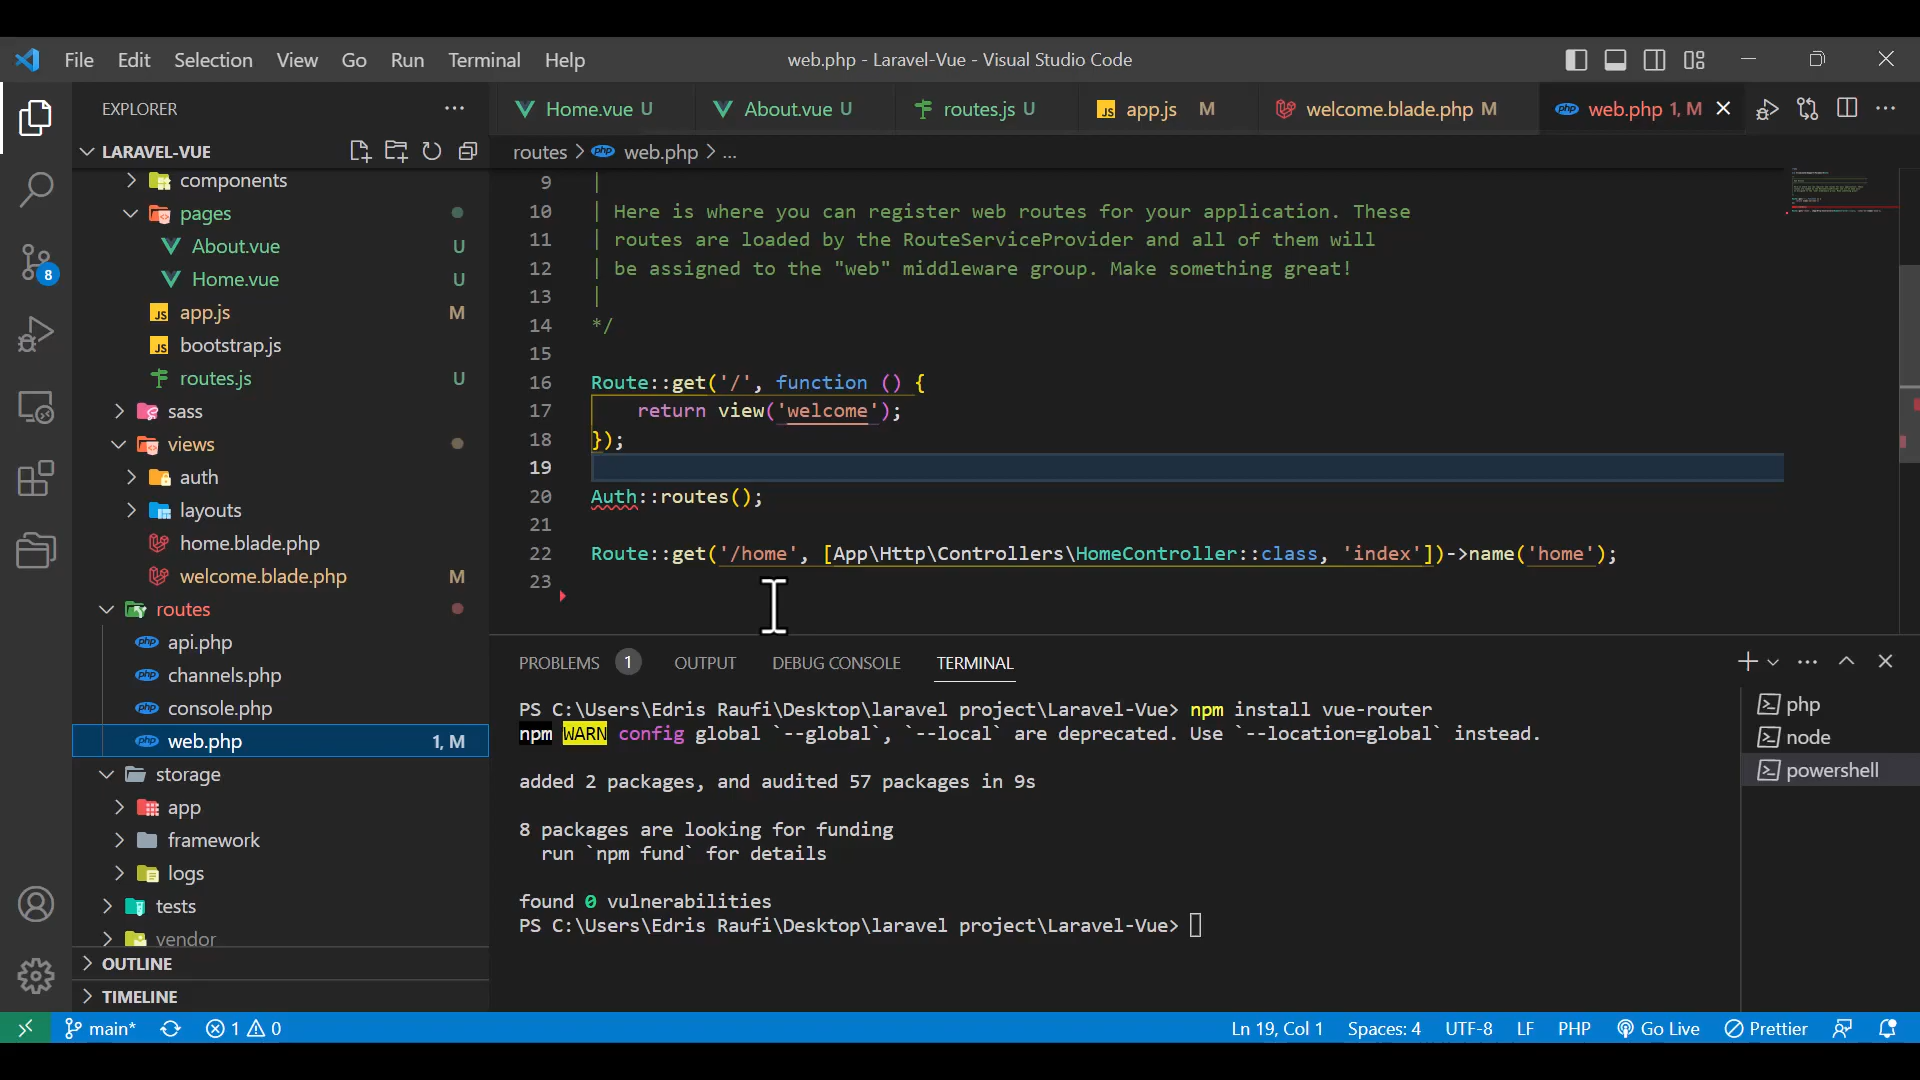 File Edit Selection View Go Run Terminal Help
web.php - Laravel-Vue - Visual Studio Code
EXPLORER
Home.vue U
About.vue U
routes.js U
JS app.js M
welcome.blade.php M
php web.php 1, M
LARAVEL-VUE
routes > php web.php > ...
components
pages
About.vue U
Home.vue U
JS app.js M
JS bootstrap.js
routes.js U
sass
views
auth
layouts
home.blade.php
welcome.blade.php M
routes
php api.php
php channels.php
php console.php
php web.php 1, M
storage
app
framework
logs
tests
vendor
OUTLINE
TIMELINE
8
9 |
10 | Here is where you can register web routes for your application. These
11 | routes are loaded by the RouteServiceProvider and all of them will
12 | be assigned to the "web" middleware group. Make something great!
13 |
14 */
15
16 Route::get('/', function () {
17 return view('welcome');
18 });
19
20 Auth::routes();
21
22 Route::get('/home', [App\Http\Controllers\HomeController::class, 'index'])->name('home');
23
PROBLEMS 1 OUTPUT DEBUG CONSOLE TERMINAL
PS C:\Users\Edris Raufi\Desktop\laravel project\Laravel-Vue> npm install vue-router
npm WARN config global `--global`, `--local` are deprecated. Use `--location=global` instead.
added 2 packages, and audited 57 packages in 9s
8 packages are looking for funding
run `npm fund` for details
found 0 vulnerabilities
PS C:\Users\Edris Raufi\Desktop\laravel project\Laravel-Vue>
php
node
powershell
main* 1 0
Ln 19, Col 1 Spaces: 4 UTF-8 LF PHP Go Live Prettier